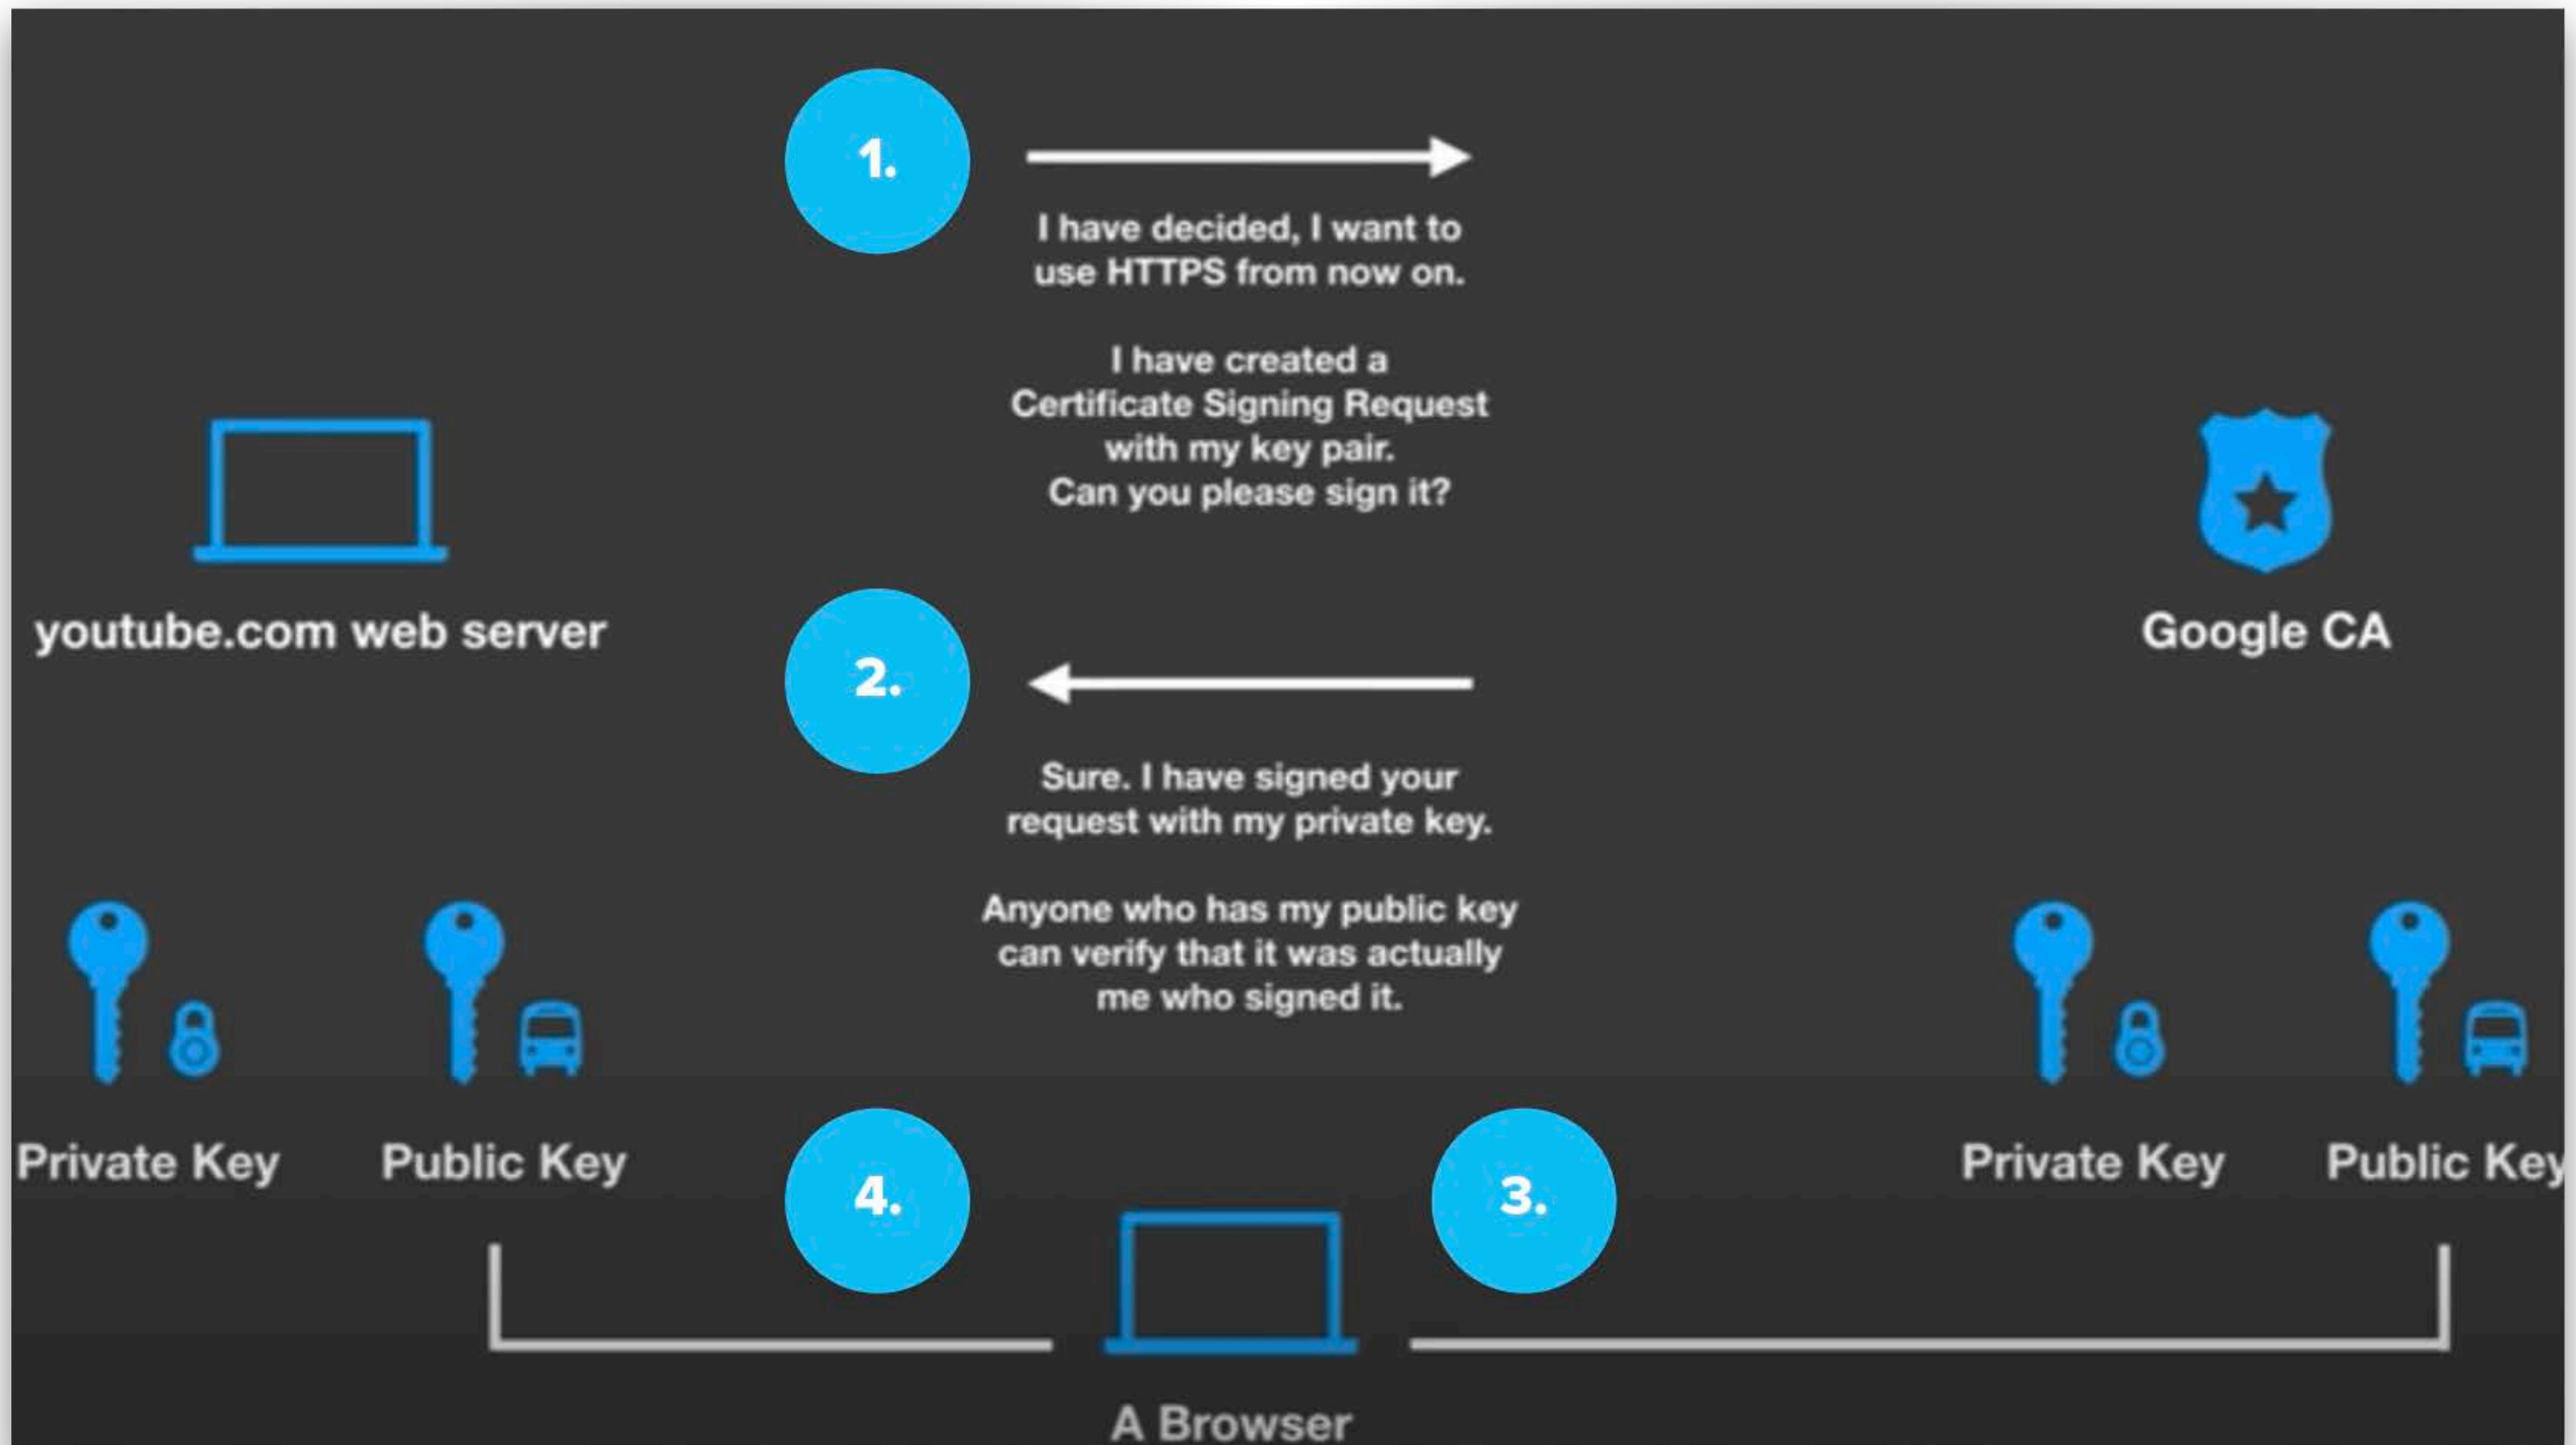 1.
I have decided, I want to
use HTTPS from now on.
I have created a
Certificate Signing Request
with my key pair.
Can you please sign it?
youtube.com web server
Google CA
2.
Sure. I have signed your
request with my private key.
Anyone who has my public key
can verify that it was actually
me who signed it.
Private Key
Public Key
Private Key
Public Key
4.
3.
A Browser